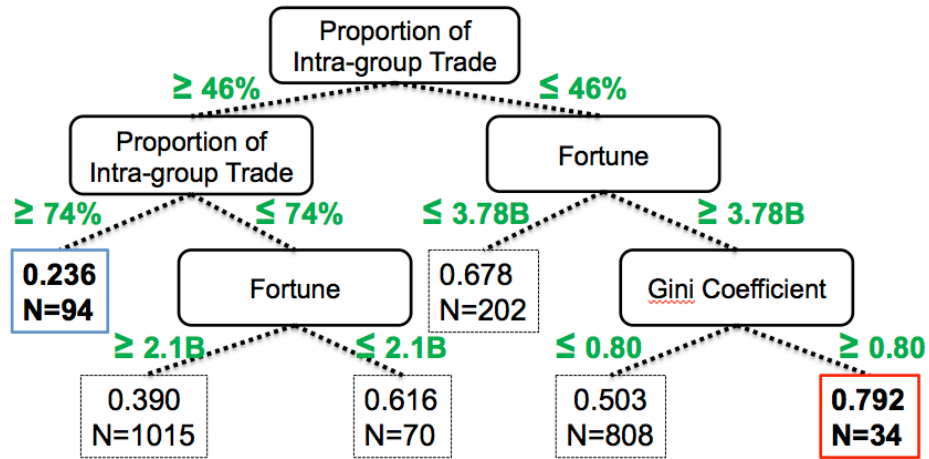 Proportion of
Intra-group Trade
≥ 46%
≤ 46%
Proportion of
Intra-group Trade
Fortune
≥ 74%
≤ 74%
≤ 3.78B
≥ 3.78B
0.236
N=94
Fortune
0.678
N=202
Gini Coefficient
≥ 2.1B
≤ 2.1B
≤ 0.80
≥ 0.80
0.390
N=1015
0.616
N=70
0.503
N=808
0.792
N=34